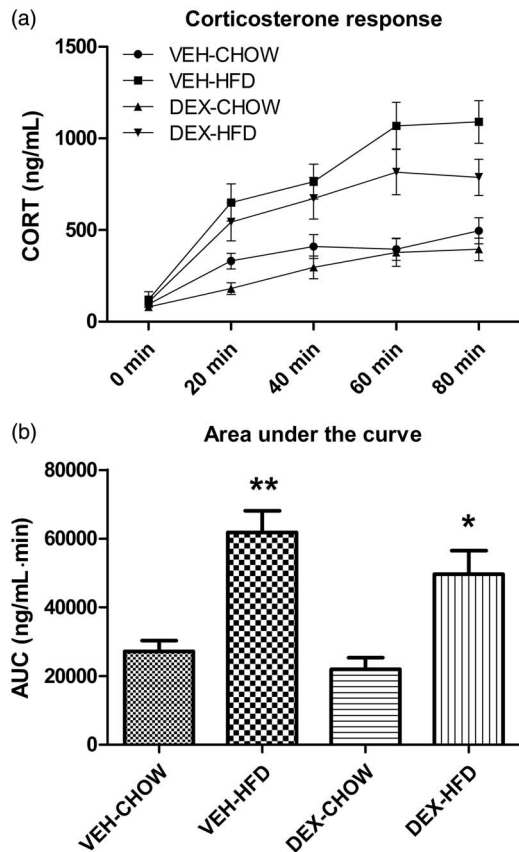 (a)
Corticosterone response
1500
1000
500
0
CORT (ng/mL)
VEH-CHOW
VEH-HFD
DEX-CHOW
DEX-HFD
0 min
20 min
40 min
60 min
80 min
(b)
Area under the curve
80000
60000
40000
20000
0
AUC (ng/mL·min)
**
*
VEH-CHOW
VEH-HFD
DEX-CHOW
DEX-HFD